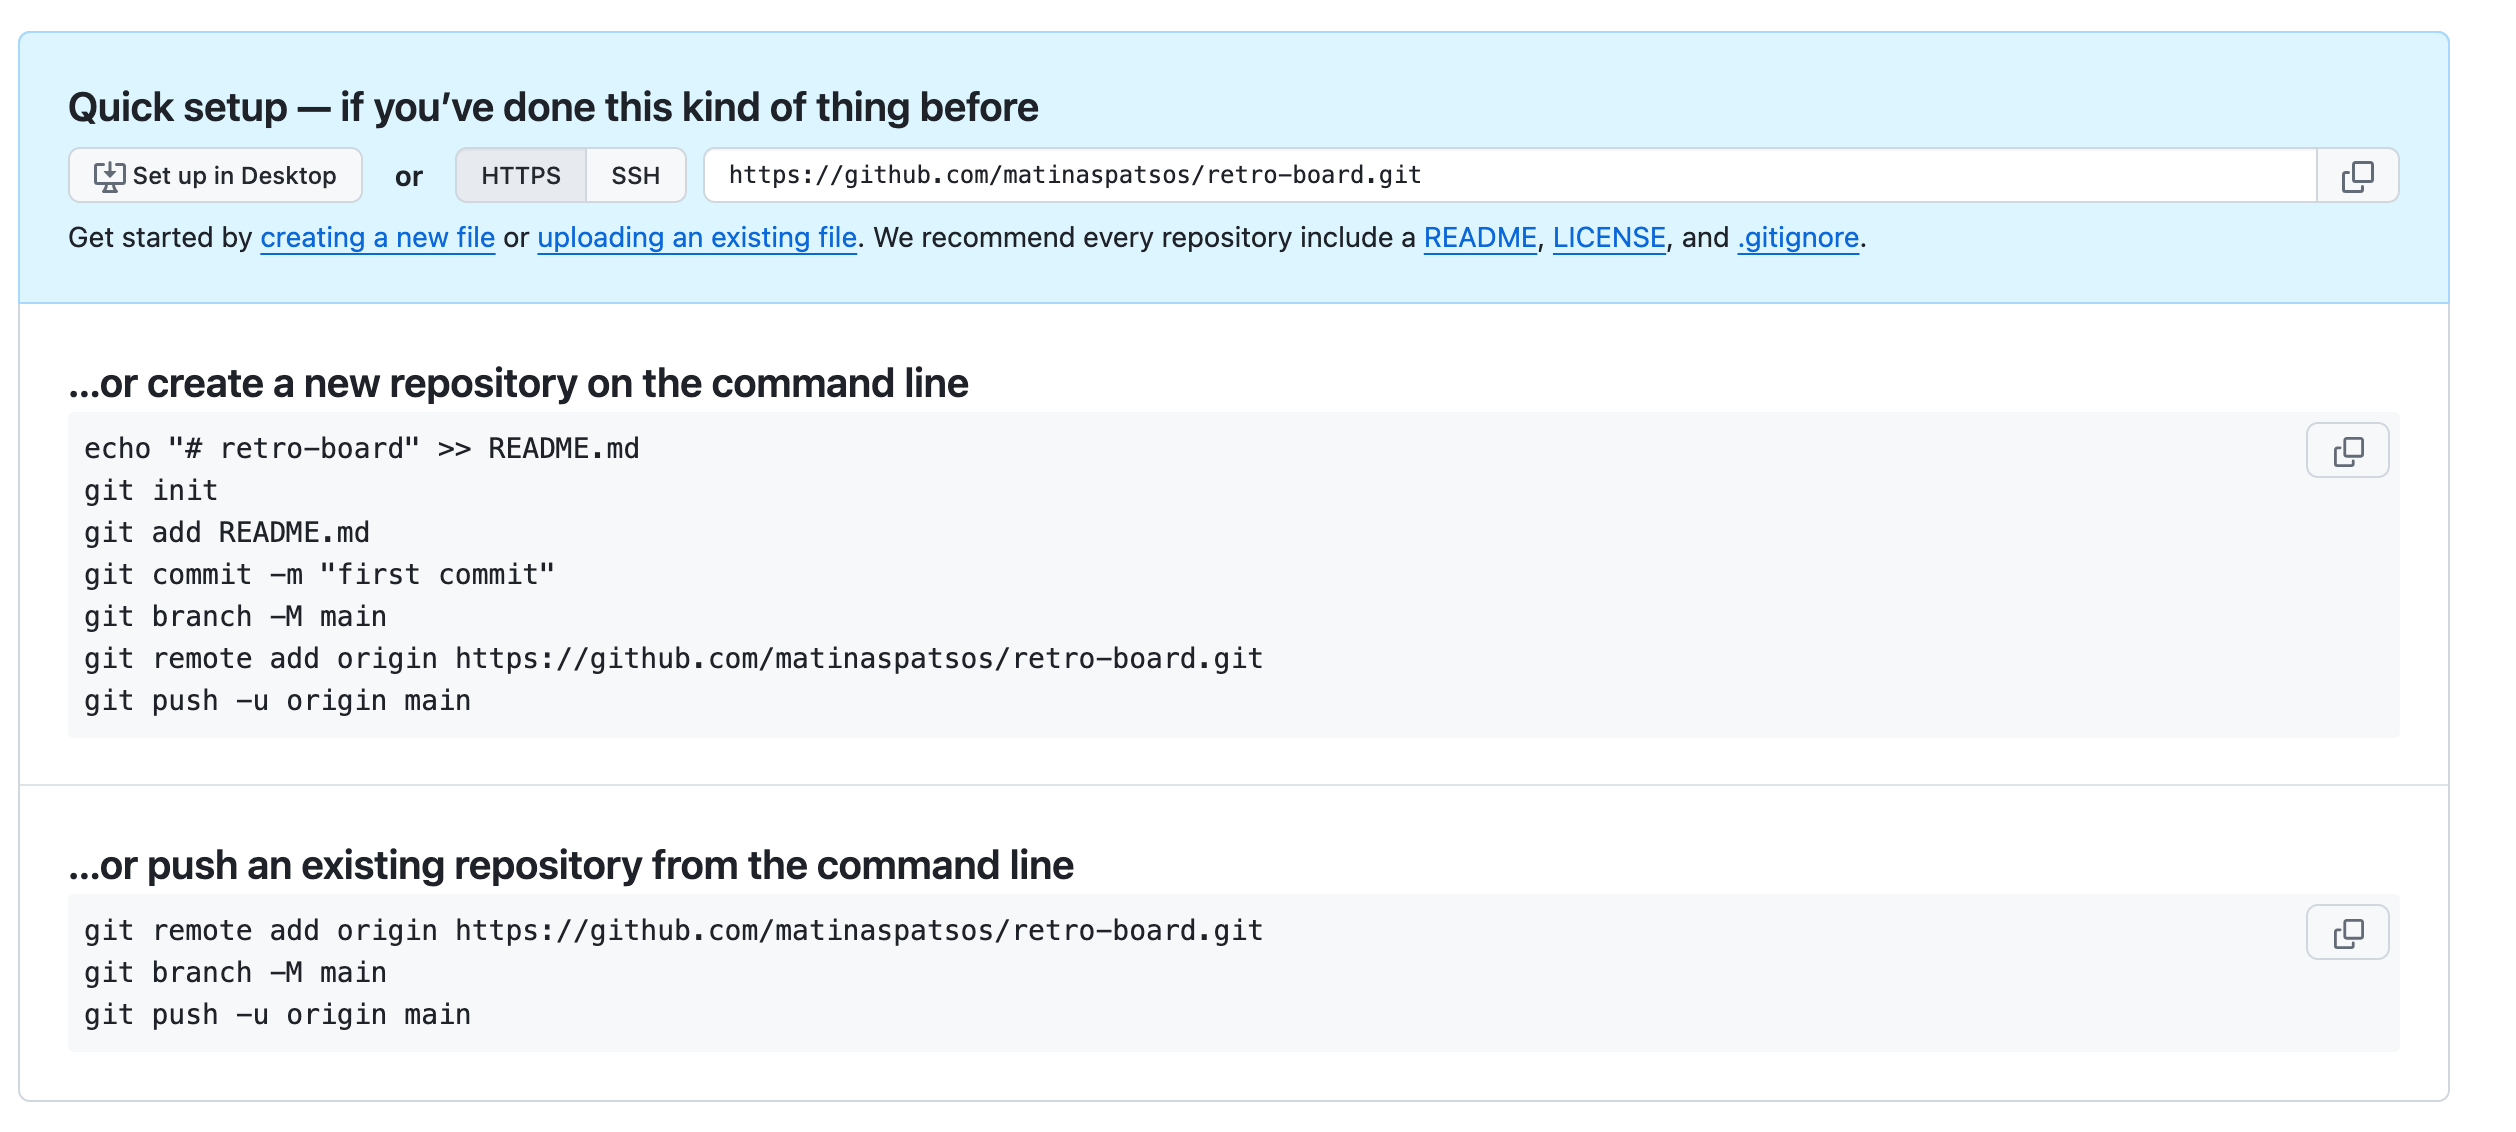 Quick setup — if you’ve done this kind of thing before
Set up in Desktop or HTTPS SSH https://github.com/matinaspatsos/retro-board.git
Get started by creating a new file or uploading an existing file. We recommend every repository include a README, LICENSE, and .gitignore.
…or create a new repository on the command line
echo "# retro-board" >> README.md
git init
git add README.md
git commit -m "first commit"
git branch -M main
git remote add origin https://github.com/matinaspatsos/retro-board.git
git push -u origin main
…or push an existing repository from the command line
git remote add origin https://github.com/matinaspatsos/retro-board.git
git branch -M main
git push -u origin main